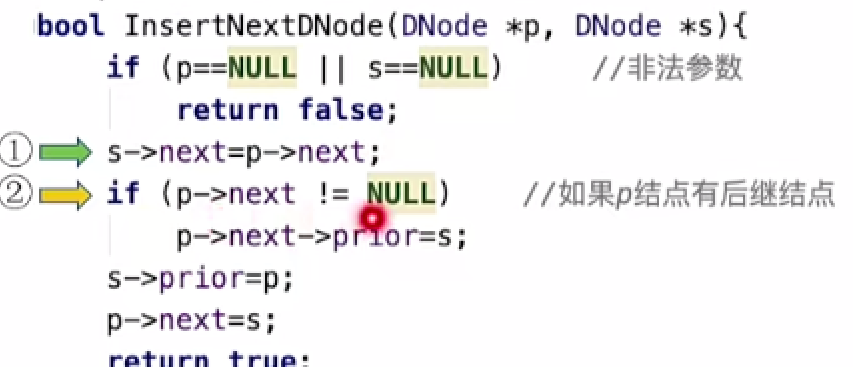 bool InsertNextDNode(DNode *p, DNode *s){
if (p==NULL || s==NULL) //非法参数
return false;
① s->next=p->next;
② if (p->next != NULL) //如果p结点有后继结点
p->next->prior=s;
s->prior=p;
p->next=s;
return true;